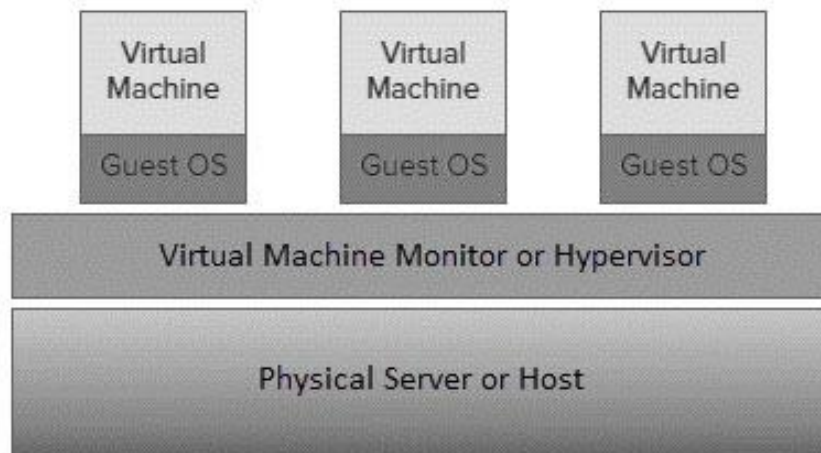 Virtual
Machine
Guest OS
Virtual
Machine
Guest OS
Virtual
Machine
Guest OS
Virtual Machine Monitor or Hypervisor
Physical Server or Host